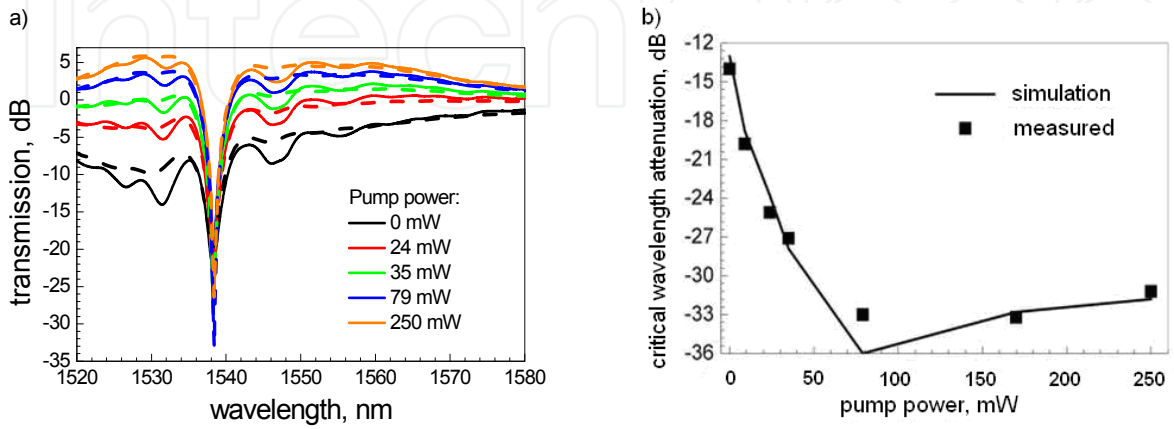 Intech
a)
transmission, dB
5
0
-5
-10
-15
-20
-25
-30
-35
1520
1530
1540
1550
1560
1570
1580
wavelength, nm
Pump power:
0 mW
24 mW
35 mW
79 mW
250 mW
b)
critical wavelength attenuation, dB
-12
-15
-18
-21
-24
-27
-30
-33
-36
0
50
100
150
200
250
pump power, mW
simulation
measured